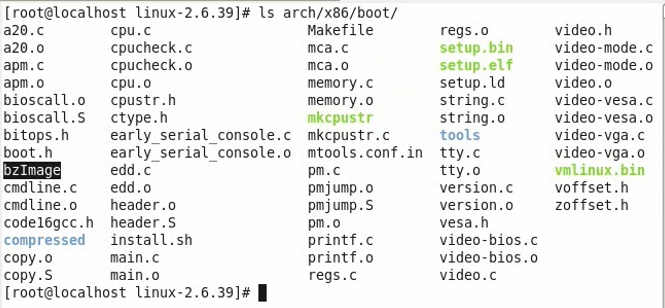 [root@localhost linux-2.6.39]# ls arch/x86/boot/
a20.c cpu.c Makefile regs.o video.h
a20.o cpucheck.c mca.c setup.bin video-mode.c
apm.c cpucheck.o mca.o setup.elf video-mode.o
apm.o cpu.o memory.c setup.ld video.o
bioscall.o cpustr.h memory.o string.c video-vesa.c
bioscall.S ctype.h mkcpustr string.o video-vesa.o
bitops.h early_serial_console.c mkcpustr.c tools video-vga.c
boot.h early_serial_console.o mtools.conf.in tty.c video-vga.o
bzImage edd.c pm.c tty.o vmlinux.bin
cmdline.c edd.o pmjump.o version.c voffset.h
cmdline.o header.o pmjump.S version.o zoffset.h
code16gcc.h header.S pm.o vesa.h
compressed install.sh printf.c video-bios.c
copy.o main.c printf.o video-bios.o
copy.S main.o regs.c video.c
[root@localhost linux-2.6.39]#